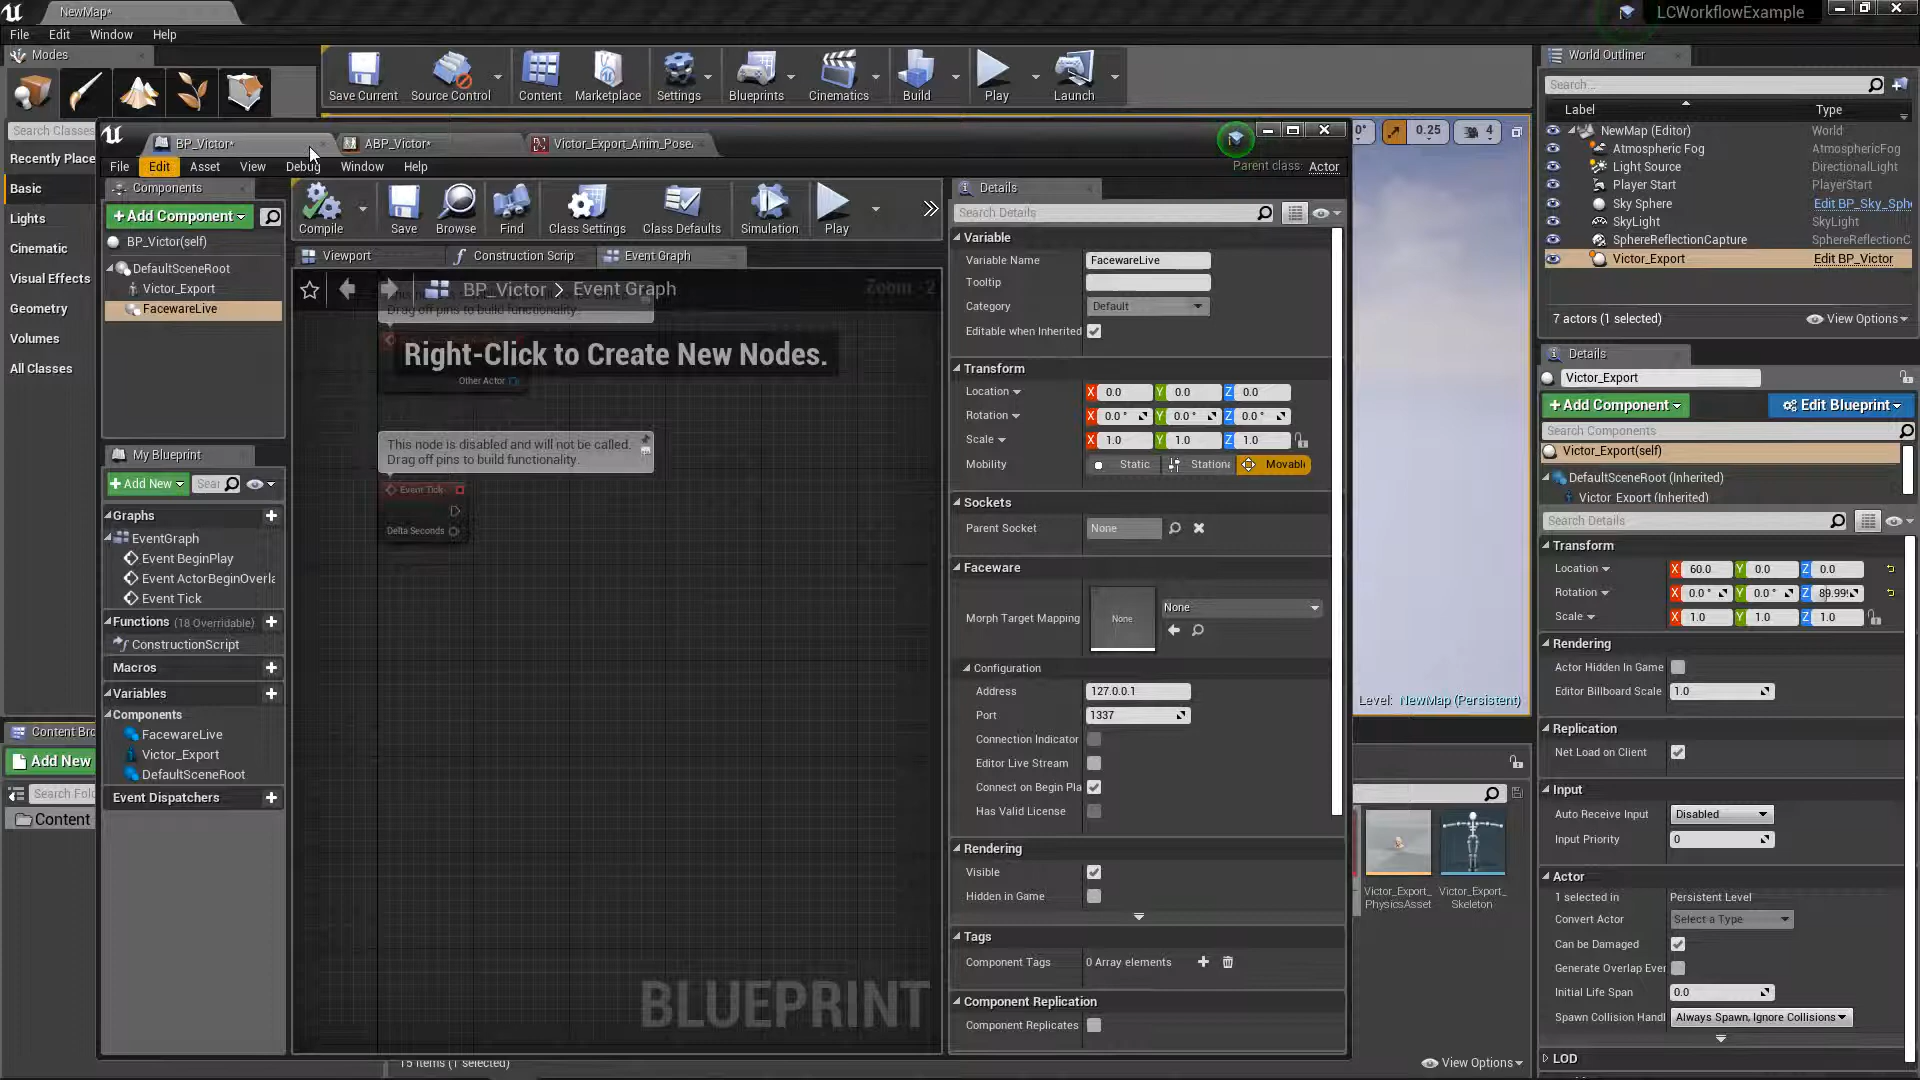 NewMap*
LCWorkflowExample
File Edit Window Help
Modes
Search Classes
Recently Place
Basic
Lights
Cinematic
Visual Effects
Geometry
Volumes
All Classes
Save Current
Source Control
Content
Marketplace
Settings
Blueprints
Cinematics
Build
Play
Launch
BP_Victor*
ABP_Victor*
Victor_Export_Anim_Pose.
File Edit Asset View Debug Window Help
Parent class: Actor
Components
+Add Component
BP_Victor(self)
DefaultSceneRoot
Victor_Export
FacewareLive
My Blueprint
+Add New
Sear
Graphs
EventGraph
Event BeginPlay
Event ActorBeginOverla
Event Tick
Functions (18 Overridable)
ConstructionScript
Macros
Variables
Components
FacewareLive
Victor_Export
DefaultSceneRoot
Event Dispatchers
Compile
Save
Browse
Find
Class Settings
Class Defaults
Simulation
Play
Viewport
Construction Scrip
Event Graph
BP_Victor > Event Graph
Zoom -2
Drag off pins to build functionality.
Right-Click to Create New Nodes.
Other Actor
This node is disabled and will not be called.
Drag off pins to build functionality.
Event Tick
Delta Seconds
BLUEPRINT
Details
Search Details
Variable
Variable Name FacewareLive
Tooltip
Category Default
Editable when Inherited
Transform
Location X 0.0 Y 0.0 Z 0.0
Rotation X 0.0 ° Y 0.0 ° Z 0.0 °
Scale X 1.0 Y 1.0 Z 1.0
Mobility Static Stationa Movabl
Sockets
Parent Socket None
Faceware
Morph Target Mapping None None
Configuration
Address 127.0.0.1
Port 1337
Connection Indicator
Editor Live Stream
Connect on Begin Pla
Has Valid License
Rendering
Visible
Hidden in Game
Tags
Component Tags 0 Array elements
Component Replication
Component Replicates
0° 0.25 4
Level: NewMap (Persistent)
Content Bro
Add New
Search Fold
Content
Victor_Export_
PhysicsAsset
Victor_Export_
Skeleton
15 items (1 selected)
View Options
World Outliner
Search...
Label Type
NewMap (Editor) World
Atmospheric Fog AtmosphericFog
Light Source DirectionalLight
Player Start PlayerStart
Sky Sphere Edit BP_Sky_Sphe
SkyLight SkyLight
SphereReflectionCapture SphereReflectionC
Victor_Export Edit BP_Victor
7 actors (1 selected)
View Options
Details
Victor_Export
+Add Component
Edit Blueprint
Search Components
Victor_Export(self)
DefaultSceneRoot (Inherited)
Victor_Export (Inherited)
Search Details
Transform
Location X 60.0 Y 0.0 Z 0.0
Rotation X 0.0 ° Y 0.0 ° Z 89.99
Scale X 1.0 Y 1.0 Z 1.0
Rendering
Actor Hidden In Game
Editor Billboard Scale 1.0
Replication
Net Load on Client
Input
Auto Receive Input Disabled
Input Priority 0
Actor
1 selected in Persistent Level
Convert Actor Select a Type
Can be Damaged
Generate Overlap Ever
Initial Life Span 0.0
Spawn Collision Handl Always Spawn, Ignore Collisions
LOD